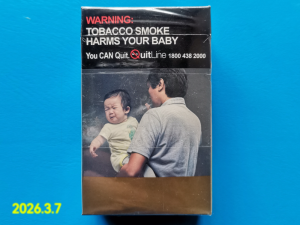 WARNING:
TOBACCO SMOKE
HARMS YOUR BABY
You CAN Quit. QuitLine 1800 438 2000
2026.3.7